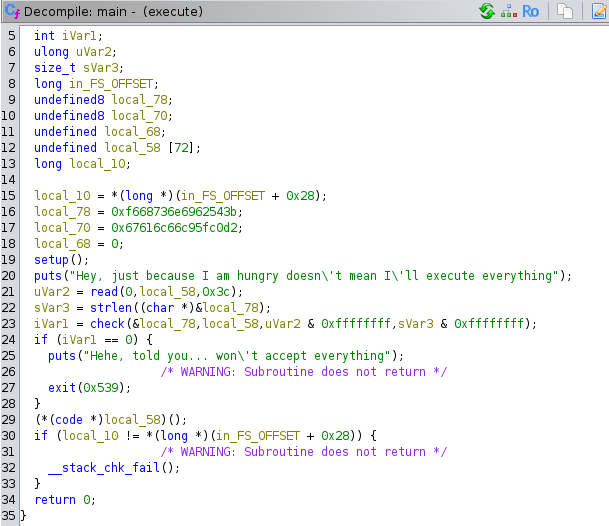 Decompile: main - (execute)
Ro
5 int iVar1;
6 ulong uVar2;
7 size_t sVar3;
8 long in_FS_OFFSET;
9 undefined8 local_78;
10 undefined8 local_70;
11 undefined local_68;
12 undefined local_58 [72];
13 long local_10;
14
15 local_10 = *(long *)(in_FS_OFFSET + 0x28);
16 local_78 = 0xf668736e6962543b;
17 local_70 = 0x67616c66c95fc0d2;
18 local_68 = 0;
19 setup();
20 puts("Hey, just because I am hungry doesn\'t mean I\'ll execute everything");
21 uVar2 = read(0,local_58,0x3c);
22 sVar3 = strlen((char *)&local_78);
23 iVar1 = check(&local_78,local_58,uVar2 & 0xffffffff,sVar3 & 0xffffffff);
24 if (iVar1 == 0) {
25 puts("Hehe, told you... won\'t accept everything");
26 /* WARNING: Subroutine does not return */
27 exit(0x539);
28 }
29 (*(code *)local_58)();
30 if (local_10 != *(long *)(in_FS_OFFSET + 0x28)) {
31 /* WARNING: Subroutine does not return */
32 __stack_chk_fail();
33 }
34 return 0;
35 }